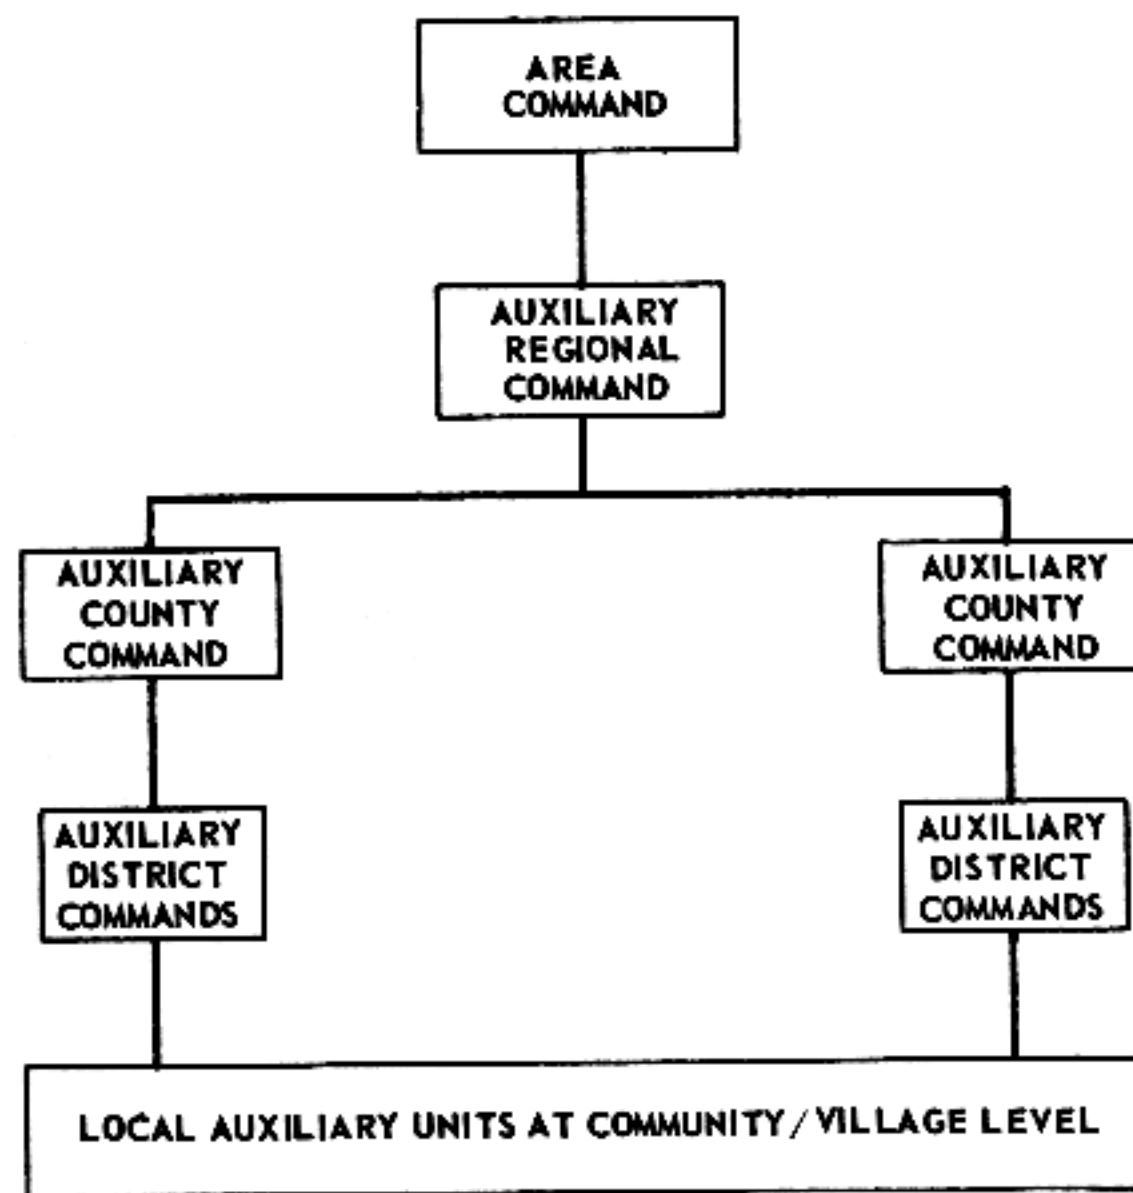 AREA
COMMAND
AUXILIARY
REGIONAL
COMMAND
AUXILIARY
COUNTY
COMMAND
AUXILIARY
COUNTY
COMMAND
AUXILIARY
DISTRICT
COMMANDS
AUXILIARY
DISTRICT
COMMANDS
LOCAL AUXILIARY UNITS AT COMMUNITY/VILLAGE LEVEL